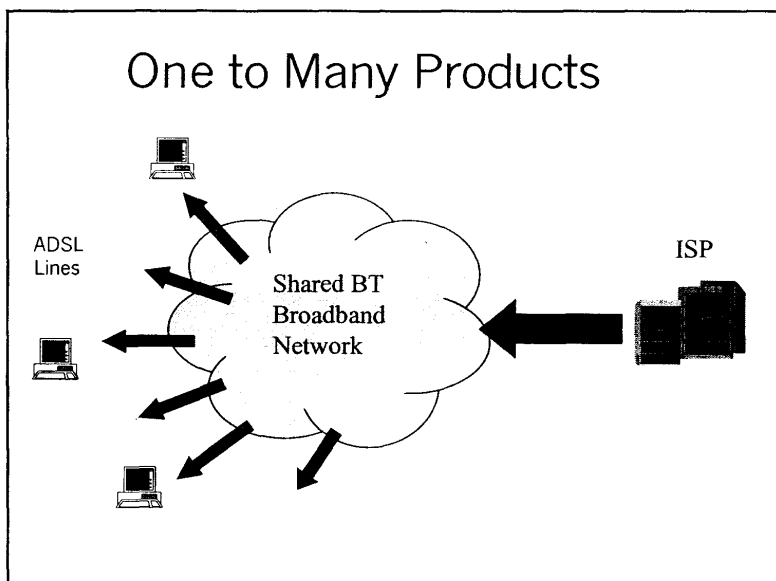 One to Many Products
ADSL
Lines
Shared BT
Broadband
Network
ISP